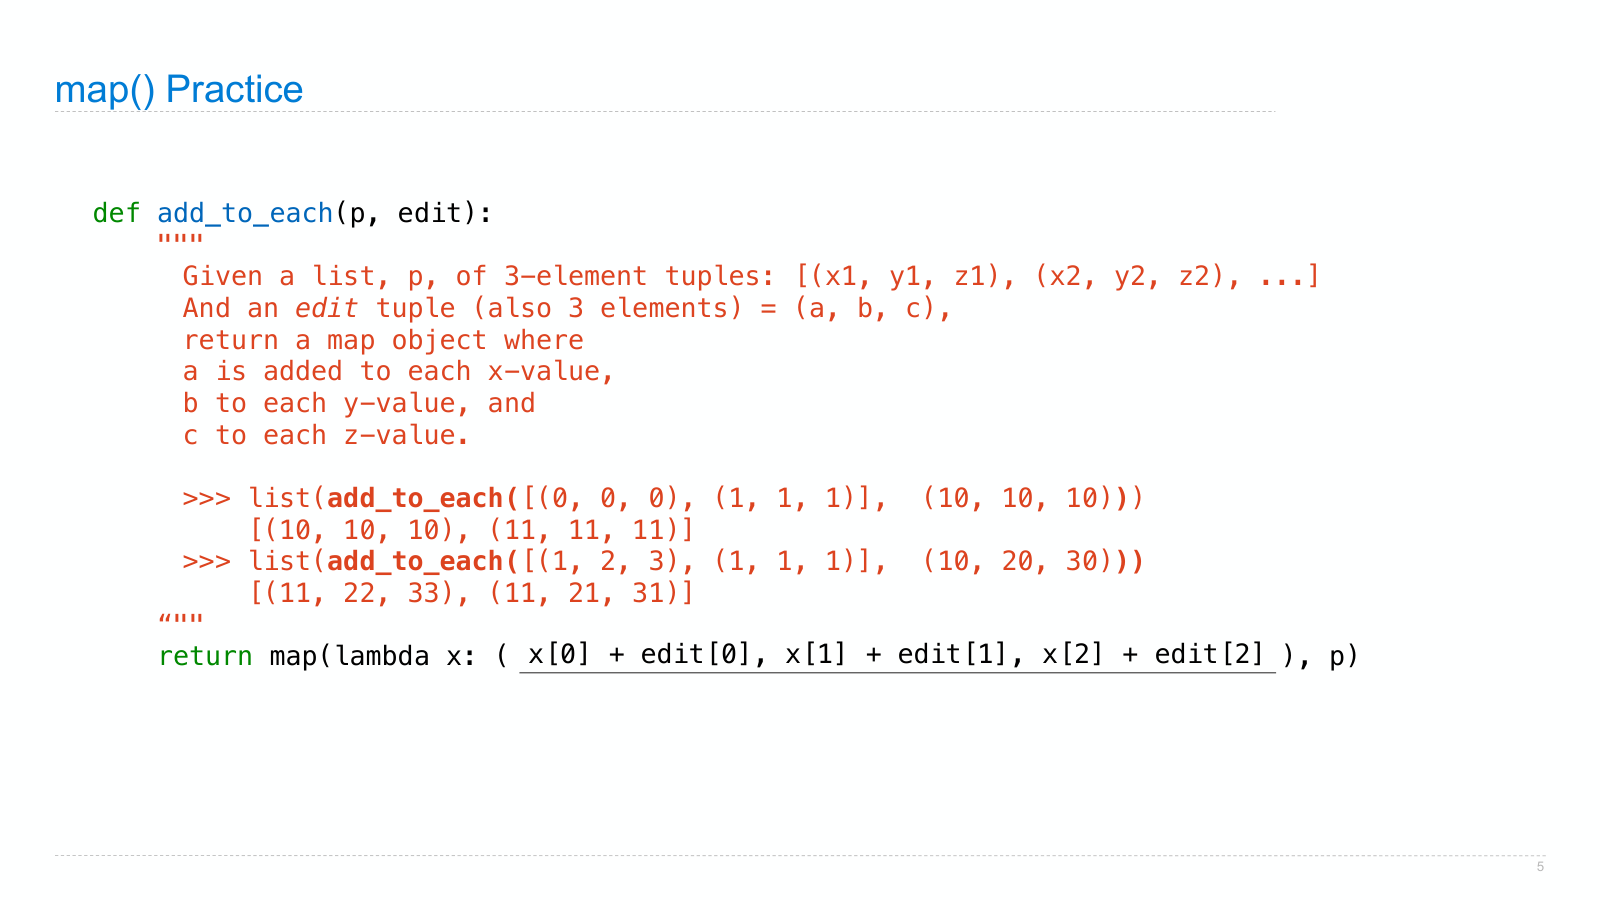 map() Practice
def add_to_each(p, edit):
"""
Given a list, p, of 3–element tuples: [(x1, y1, z1), (x2, y2, z2), ...]
And an edit tuple (also 3 elements) = (a, b, c),
return a map object where
a is added to each x–value,
b to each y–value, and
c to each z–value.
>>> list(add_to_each([(0, 0, 0), (1, 1, 1)],  (10, 10, 10)))
[(10, 10, 10), (11, 11, 11)]
>>> list(add_to_each([(1, 2, 3), (1, 1, 1)],  (10, 20, 30)))
[(11, 22, 33), (11, 21, 31)]
“""
return map(lambda x: ( x[0] + edit[0], x[1] + edit[1], x[2] + edit[2] ), p)
5